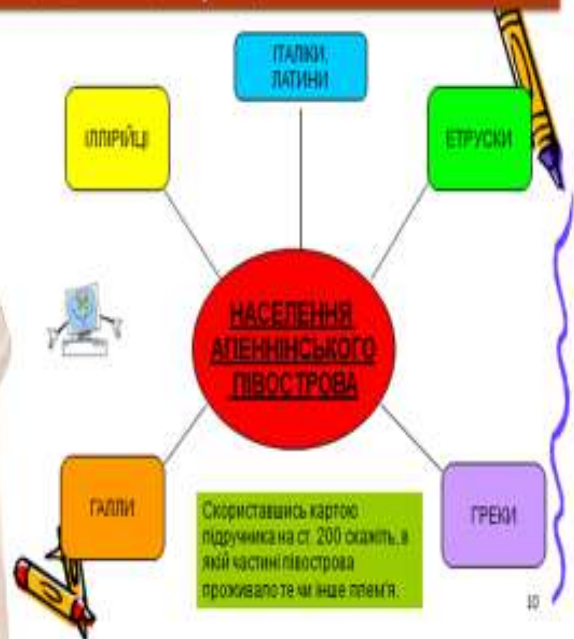 ІТАЛІКИ,
ЛАТИНИ
ІЛЛІРІЙЦІ
ЕТРУСКИ
НАСЕЛЕННЯ
АПЕННІНСЬКОГО
ПІВОСТРОВА
ГАЛЛИ
ГРЕКИ
Скориставшись картою
підручника на ст. 200 скажіть, в
якій частині півострова
проживало те чи інше плем'я.
10